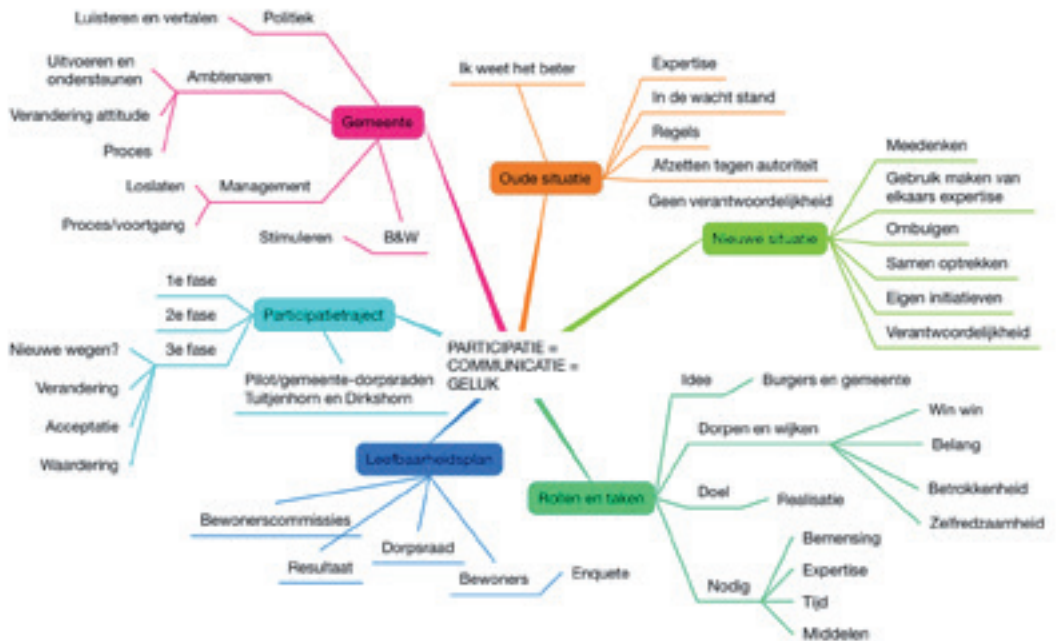 Luisteren en vertalen
Politiek
Uitvoeren en
ondersteunen
Ambtenaren
Verandering attitude
Proces
Gemeente
Loslaten
Management
Proces/voortgang
Stimuleren
B&W
Ik weet het beter
Expertise
In de wacht stand
Regels
Afzetten tegen autoriteit
Oude situatie
Geen verantwoordelijkheid
Nieuwe situatie
Meedenken
Gebruik maken van
elkaars expertise
Ombuigen
Samen optrekken
Eigen initiatieven
Verantwoordelijkheid
1e fase
2e fase
3e fase
Participatietraject
Nieuwe wegen?
Verandering
Acceptatie
Waardering
Pilot/gemeente-dorpsraden
Tuitjenhorn en Dirkshorn
PARTICIPATIE =
COMMUNICATIE =
GELUK
Leefbaarheidsplan
Bewonerscommissies
Resultaat
Dorpsraad
Bewoners
Enquete
Rollen en taken
Idee
Burgers en gemeente
Dorpen en wijken
Win win
Belang
Betrokkenheid
Zelfredzaamheid
Doel
Realisatie
Nodig
Bemensing
Expertise
Tijd
Middelen